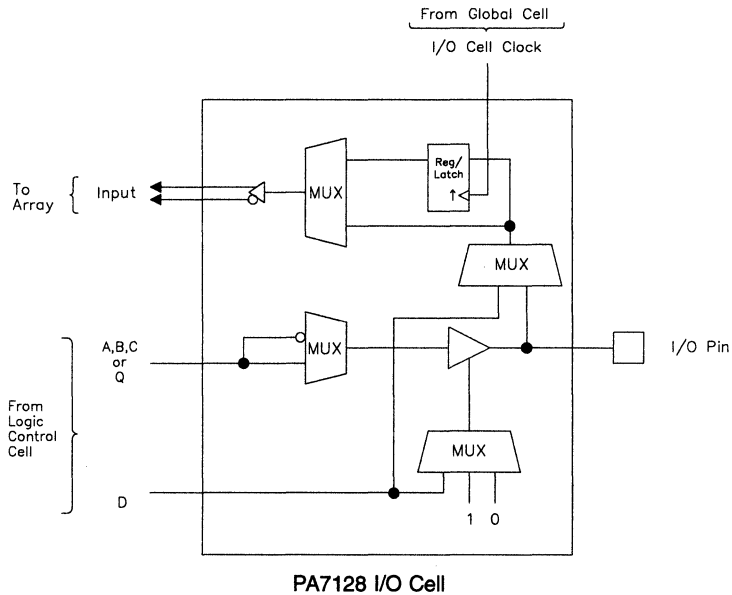 From Global Cell
I/O Cell Clock
Reg/
Latch
To
Array
Input
MUX
MUX
A,B,C
or
Q
MUX
I/O Pin
From
Logic
Control
Cell
MUX
D
1 0
PA7128 I/O Cell